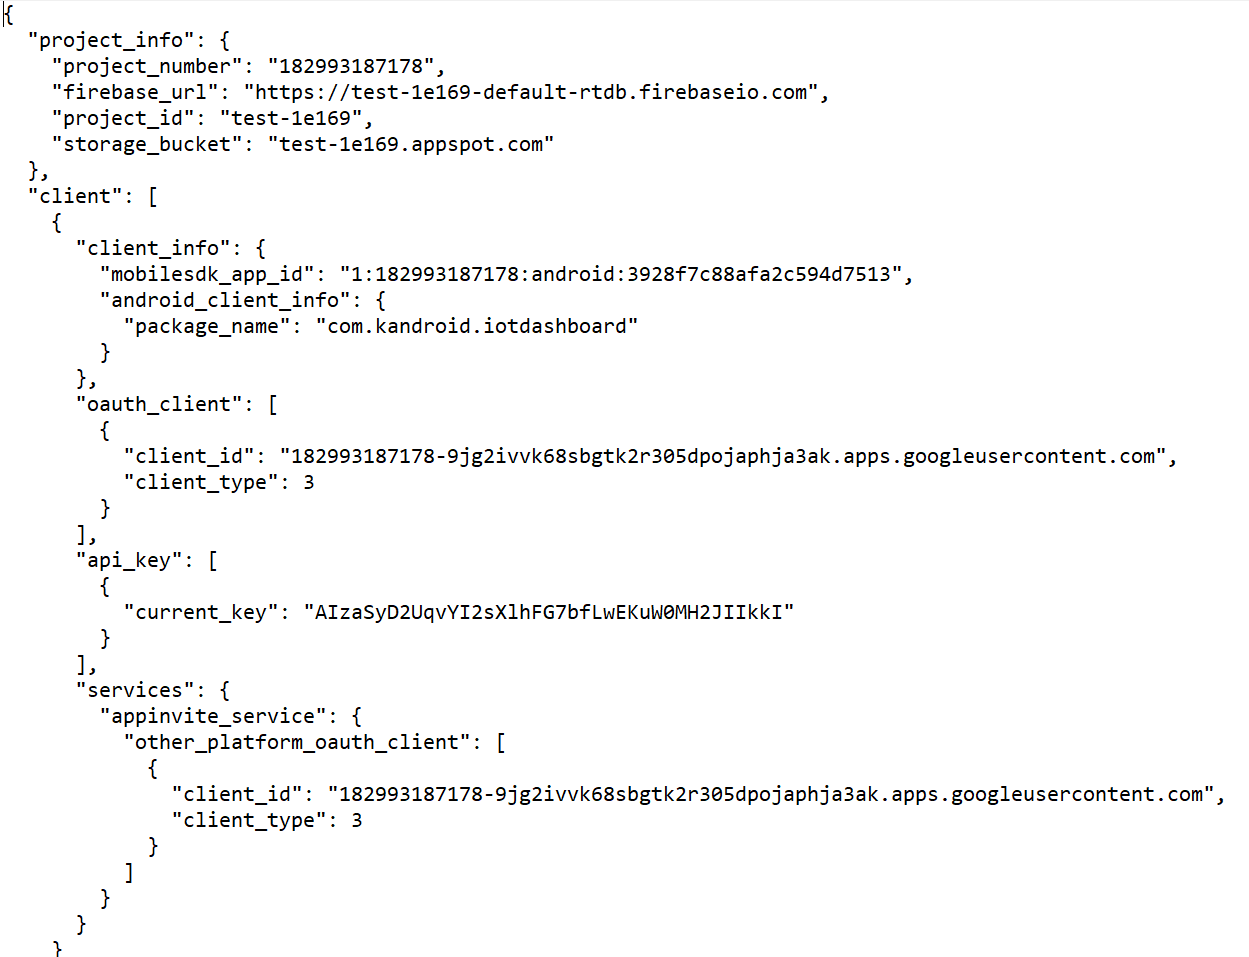 {
  "project_info": {
    "project_number": "182993187178",
    "firebase_url": "https://test-1e169-default-rtdb.firebaseio.com",
    "project_id": "test-1e169",
    "storage_bucket": "test-1e169.appspot.com"
  },
  "client": [
    {
      "client_info": {
        "mobilesdk_app_id": "1:182993187178:android:3928f7c88afa2c594d7513",
        "android_client_info": {
          "package_name": "com.kandroid.iotdashboard"
        }
      },
      "oauth_client": [
        {
          "client_id": "182993187178-9jg2ivvk68sbgtk2r305dpojaphja3ak.apps.googleusercontent.com",
          "client_type": 3
        }
      ],
      "api_key": [
        {
          "current_key": "AIzaSyD2UqvYI2sXlhFG7bfLwEKuW0MH2JIIkkI"
        }
      ],
      "services": {
        "appinvite_service": {
          "other_platform_oauth_client": [
            {
              "client_id": "182993187178-9jg2ivvk68sbgtk2r305dpojaphja3ak.apps.googleusercontent.com",
              "client_type": 3
            }
          ]
        }
      }
    }